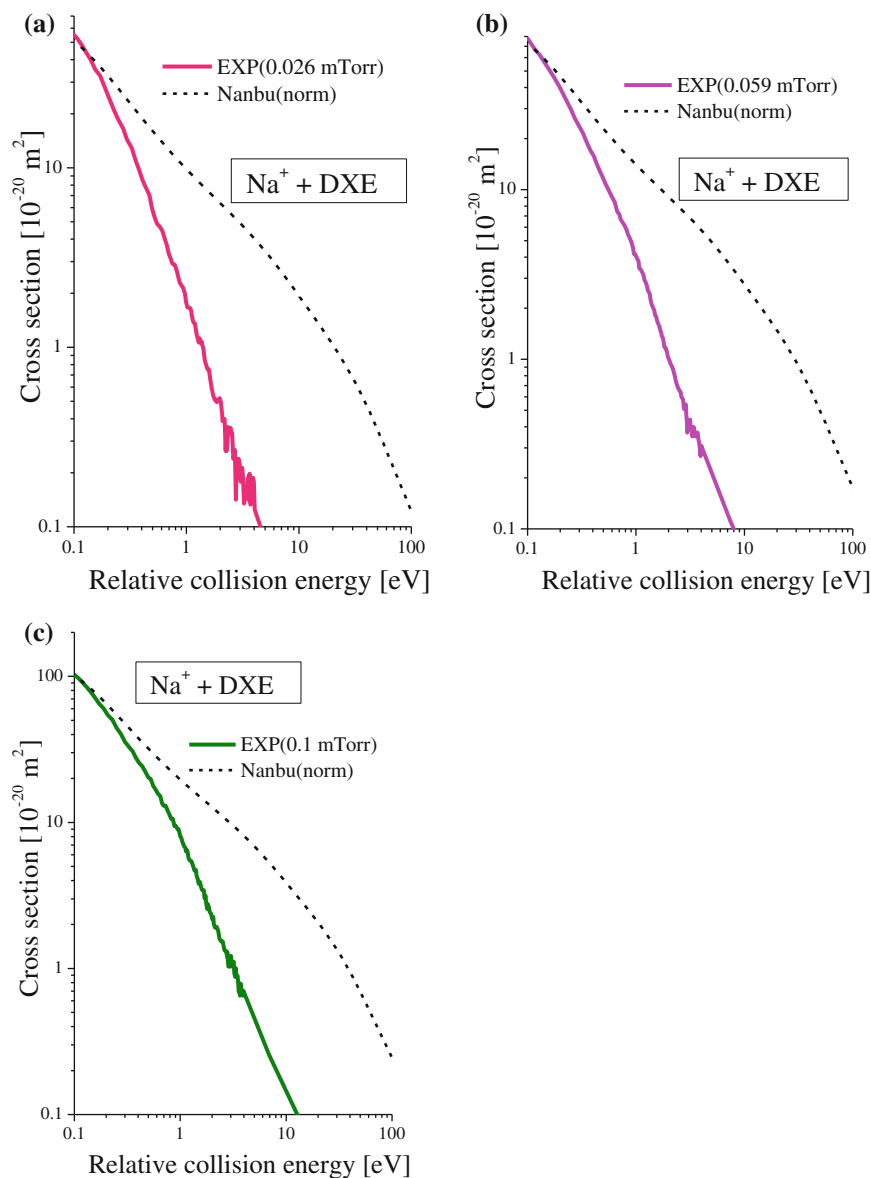 (a)
EXP(0.026 mTorr)
Nanbu(norm)
Na⁺ + DXE
Cross section [10⁻²⁰ m²]
10
1
0.1
0.1 1 10 100
Relative collision energy [eV]
(b)
EXP(0.059 mTorr)
Nanbu(norm)
Na⁺ + DXE
Cross section [10⁻²⁰ m²]
10
1
0.1
0.1 1 10 100
Relative collision energy [eV]
(c)
Na⁺ + DXE
EXP(0.1 mTorr)
Nanbu(norm)
Cross section [10⁻²⁰ m²]
100
10
1
0.1
0.1 1 10 100
Relative collision energy [eV]